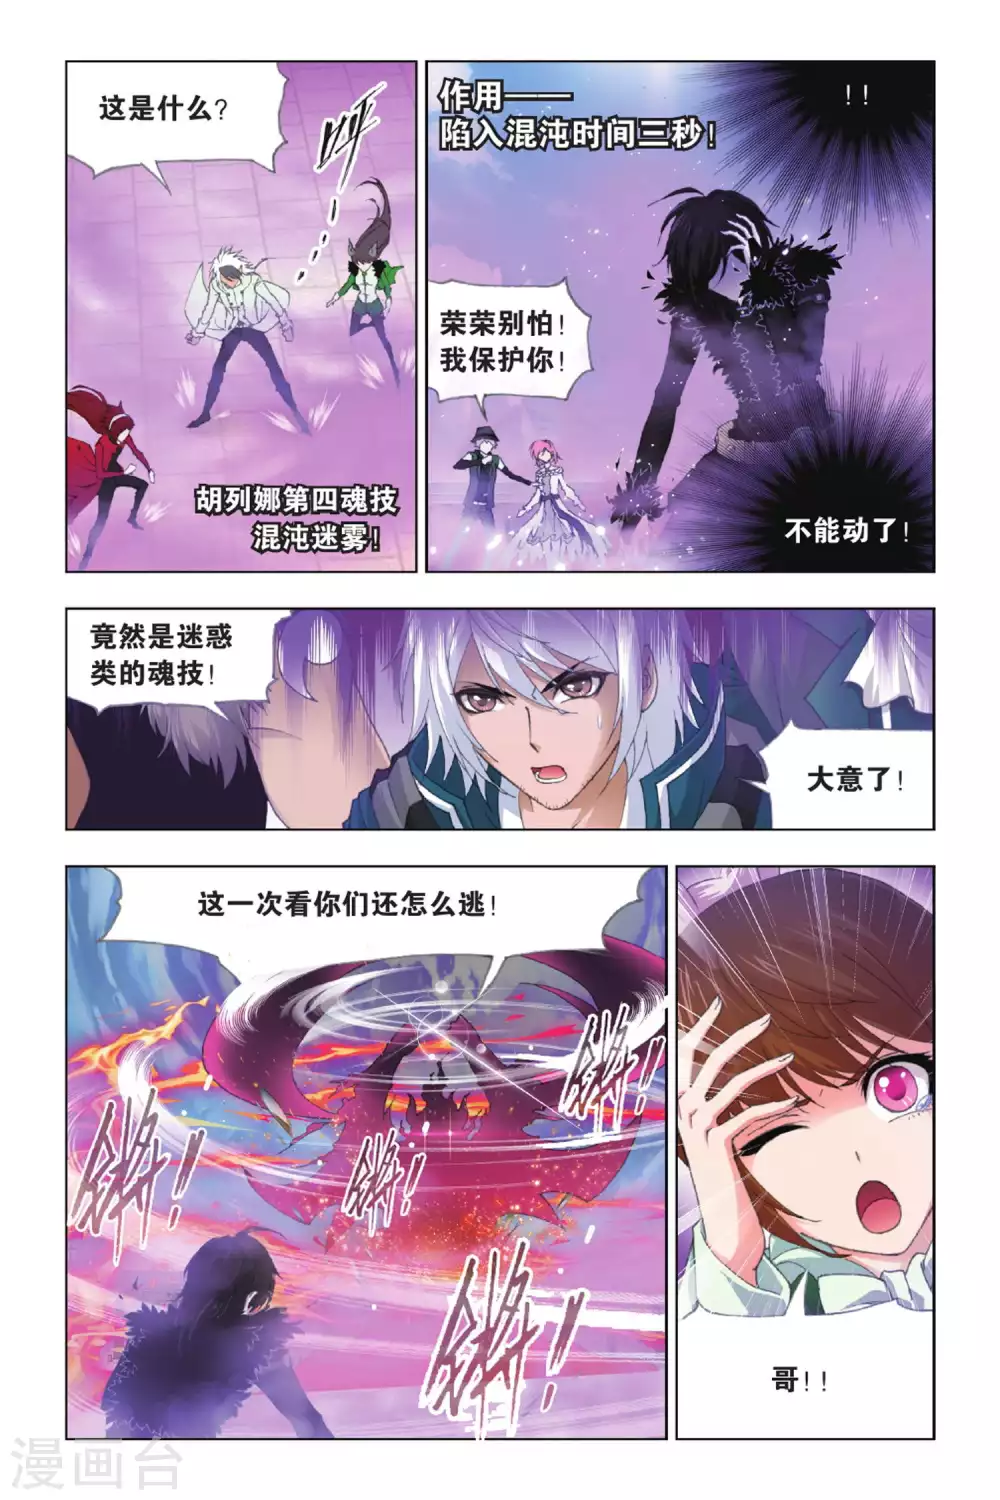 这是什么?
呼
胡列娜第四魂技
混沌迷雾!
作用——
陷入混沌时间三秒!
!!
荣荣别怕!
我保护你!
不能动了!
竟然是迷惑
类的魂技!
大意了!
这一次看你们还怎么逃!
锵!
锵!
锵!
锵!
哥!!
漫画台